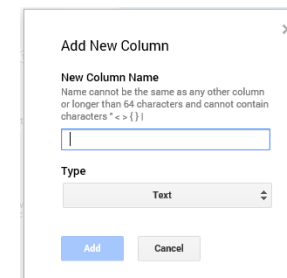 Add New Column
New Column Name
Name cannot be the same as any other column
or longer than 64 characters and cannot contain
characters " < > { } |
Type
Text
Add Cancel